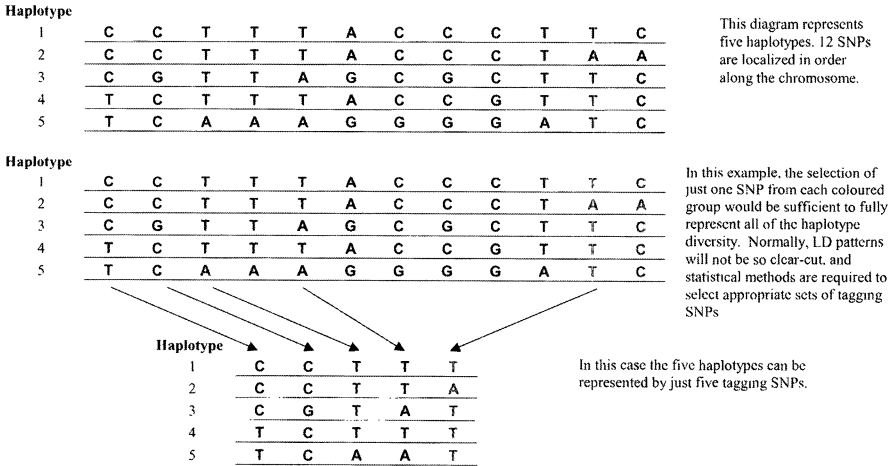 Haplotype
1 C C T T T A C C C T T C
2 C C T T T A C C C T A A
3 C G T T A G C G C T T C
4 T C T T T A C C G T T C
5 T C A A A G G G G A T C
This diagram represents
five haplotypes. 12 SNPs
are localized in order
along the chromosome.
Haplotype
1 C C T T T A C C C T T C
2 C C T T T A C C C T A A
3 C G T T A G C G C T T C
4 T C T T T A C C G T T C
5 T C A A A G G G G A T C
In this example, the selection of
just one SNP from each coloured
group would be sufficient to fully
represent all of the haplotype
diversity. Normally, LD patterns
will not be so clear-cut, and
statistical methods are required to
select appropriate sets of tagging
SNPs
Haplotype
1 C C T T T
2 C C T T A
3 C G T A T
4 T C T T T
5 T C A A T
In this case the five haplotypes can be
represented by just five tagging SNPs.